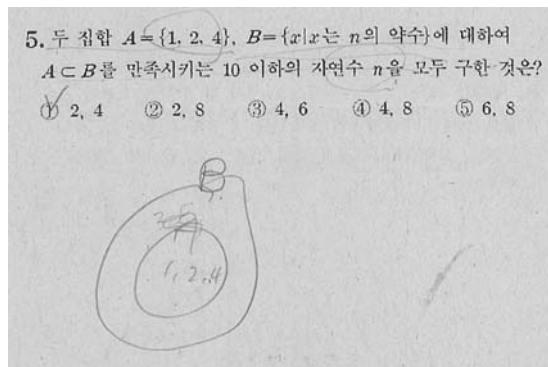 5. 두 집합 A={1, 2, 4}, B={x|x는 n의 약수}에 대하여
A⊂B를 만족시키는 10 이하의 자연수 n을 모두 구한 것은?
① 2, 4 ② 2, 8 ③ 4, 6 ④ 4, 8 ⑤ 6, 8
B
1, 2, 4